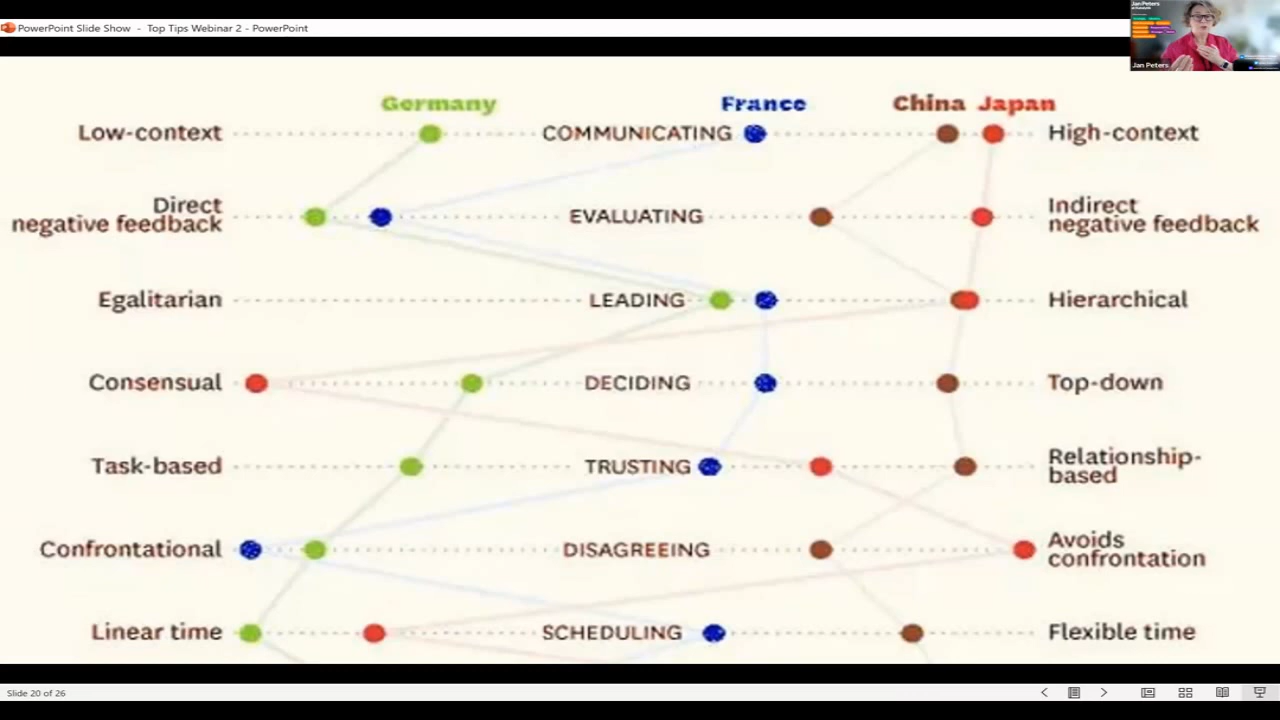 PowerPoint Slide Show - Top Tips Webinar 2 - PowerPoint
Jan Peters
Jan Peters
Germany France China Japan
Low-context COMMUNICATING High-context
Direct
negative feedback EVALUATING Indirect
negative feedback
Egalitarian LEADING Hierarchical
Consensual DECIDING Top-down
Task-based TRUSTING Relationship-
based
Confrontational DISAGREEING Avoids
confrontation
Linear time SCHEDULING Flexible time
Slide 20 of 26